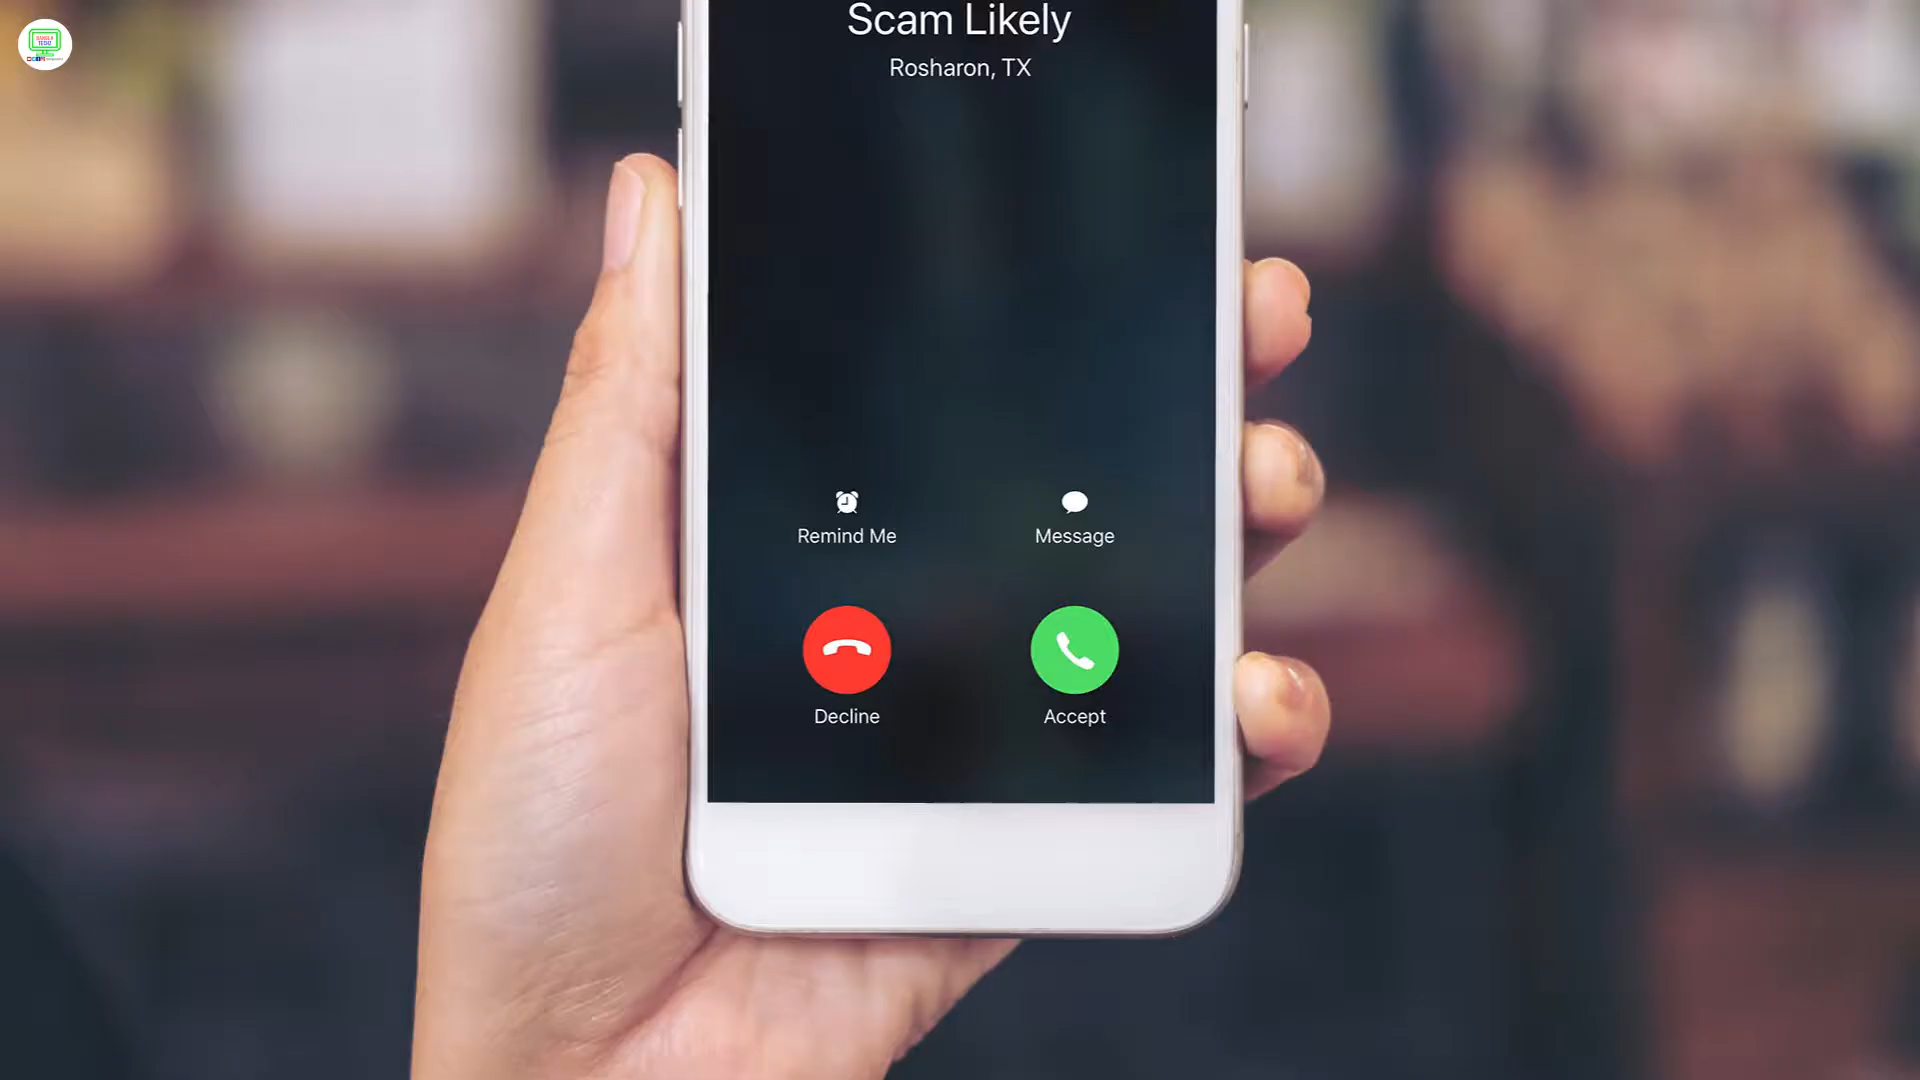 Scam Likely
Rosharon, TX
Remind Me
Message
Decline
Accept